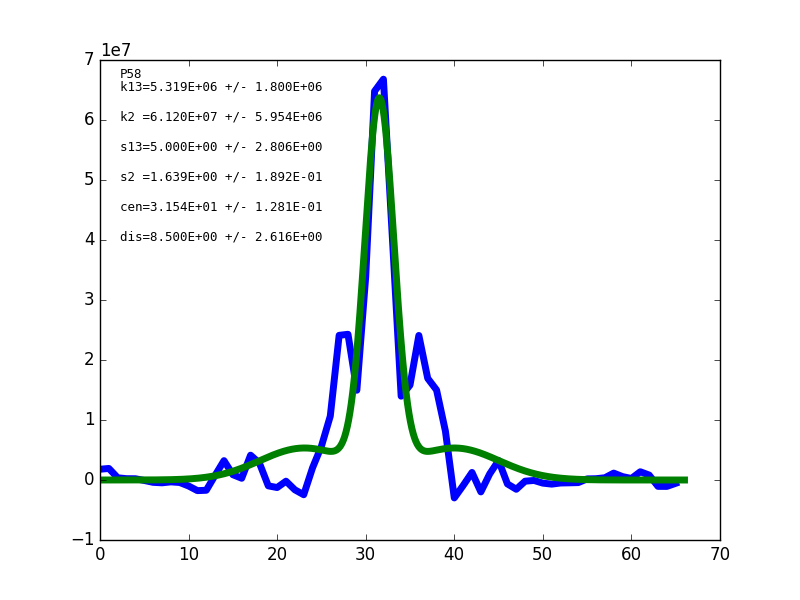 1e7
P58
k13=5.319E+06 +/- 1.800E+06
k2 =6.120E+07 +/- 5.954E+06
s13=5.000E+00 +/- 2.806E+00
s2 =1.639E+00 +/- 1.892E-01
cen=3.154E+01 +/- 1.281E-01
dis=8.500E+00 +/- 2.616E+00
7
6
5
4
3
2
1
0
−1
0 10 20 30 40 50 60 70